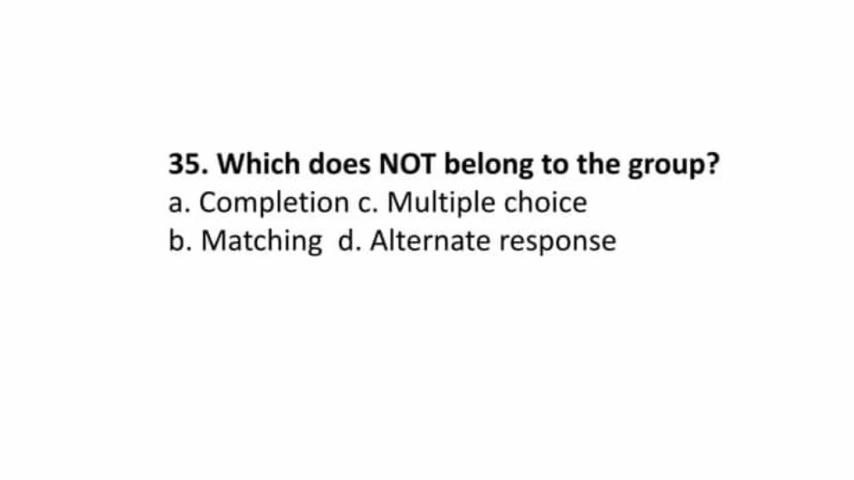 35. Which does NOT belong to the group?
a. Completion c. Multiple choice
b. Matching d. Alternate response